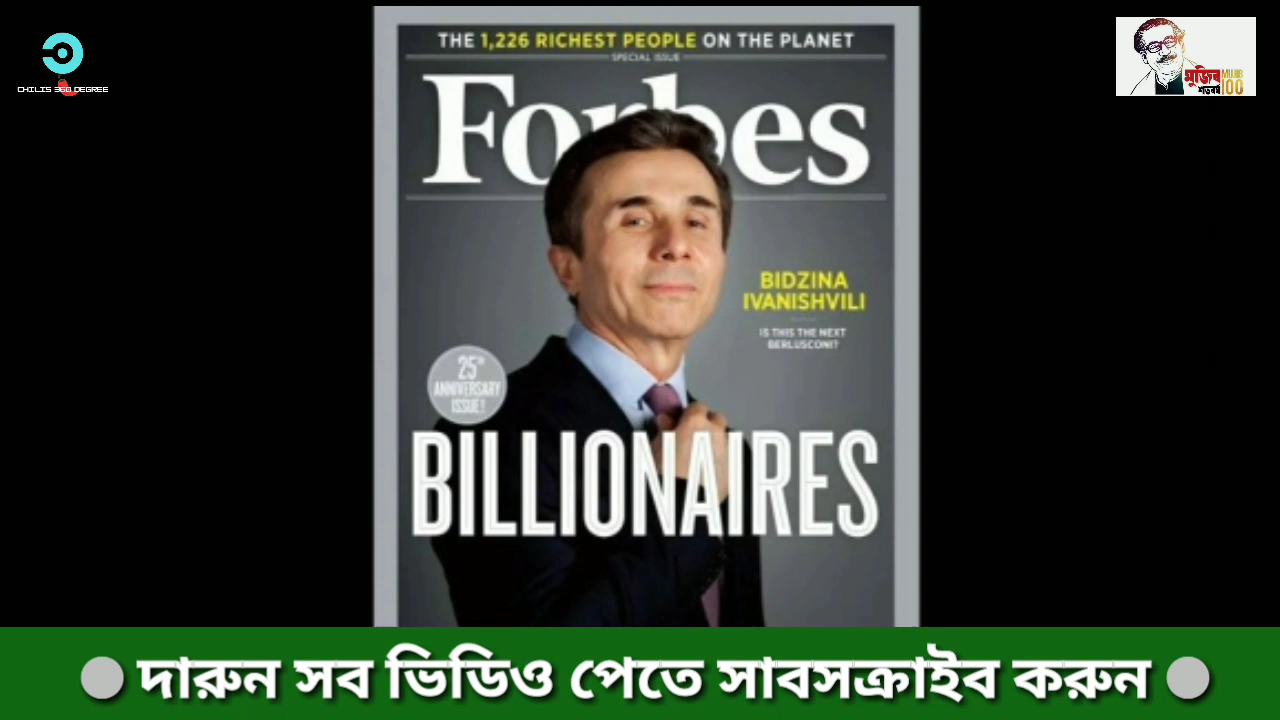 CHILIS 360 DEGREE
মুজিব
শতবর্ষ
MUJIB
100
THE 1,226 RICHEST PEOPLE ON THE PLANET
SPECIAL ISSUE
Forbes
BIDZINA
IVANISHVILI
IS THIS THE NEXT
BERLUSCONI?
25TH
ANNIVERSARY
ISSUE!
BILLIONAIRES
দারুন সব ভিডিও পেতে সাবসক্রাইব করুন